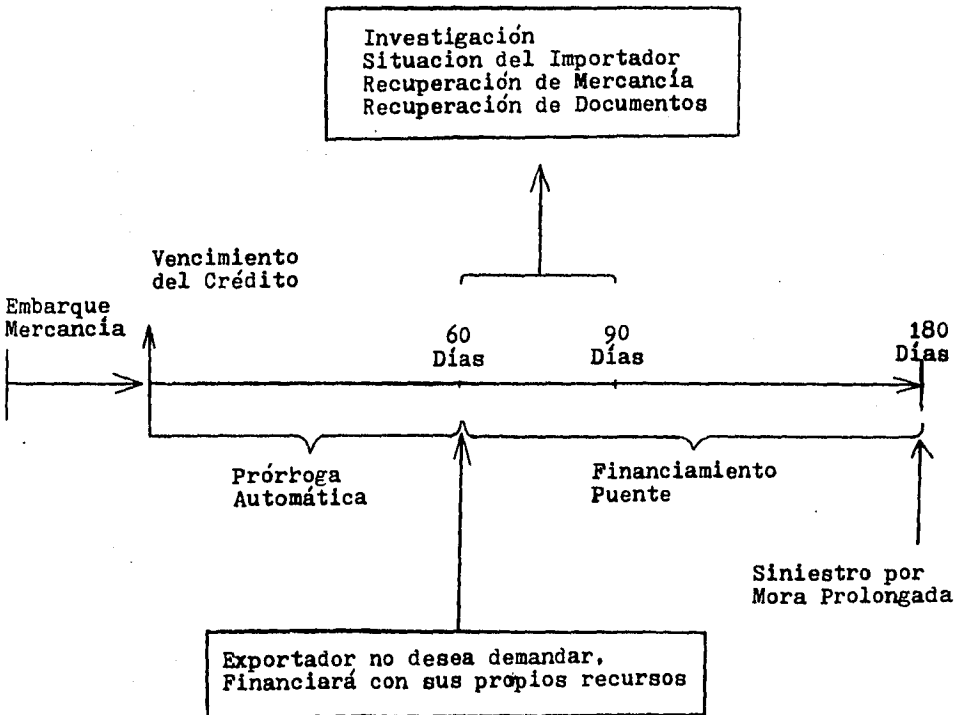 Investigación
Situacion del Importador
Recuperación de Mercancía
Recuperación de Documentos
Vencimiento
del Crédito
Embarque
Mercancía
60
Días
90
Días
180
Días
Prórroga
Automática
Financiamiento
Puente
Siniestro por
Mora Prolongada
Exportador no desea demandar,
Financiará con sus propios recursos